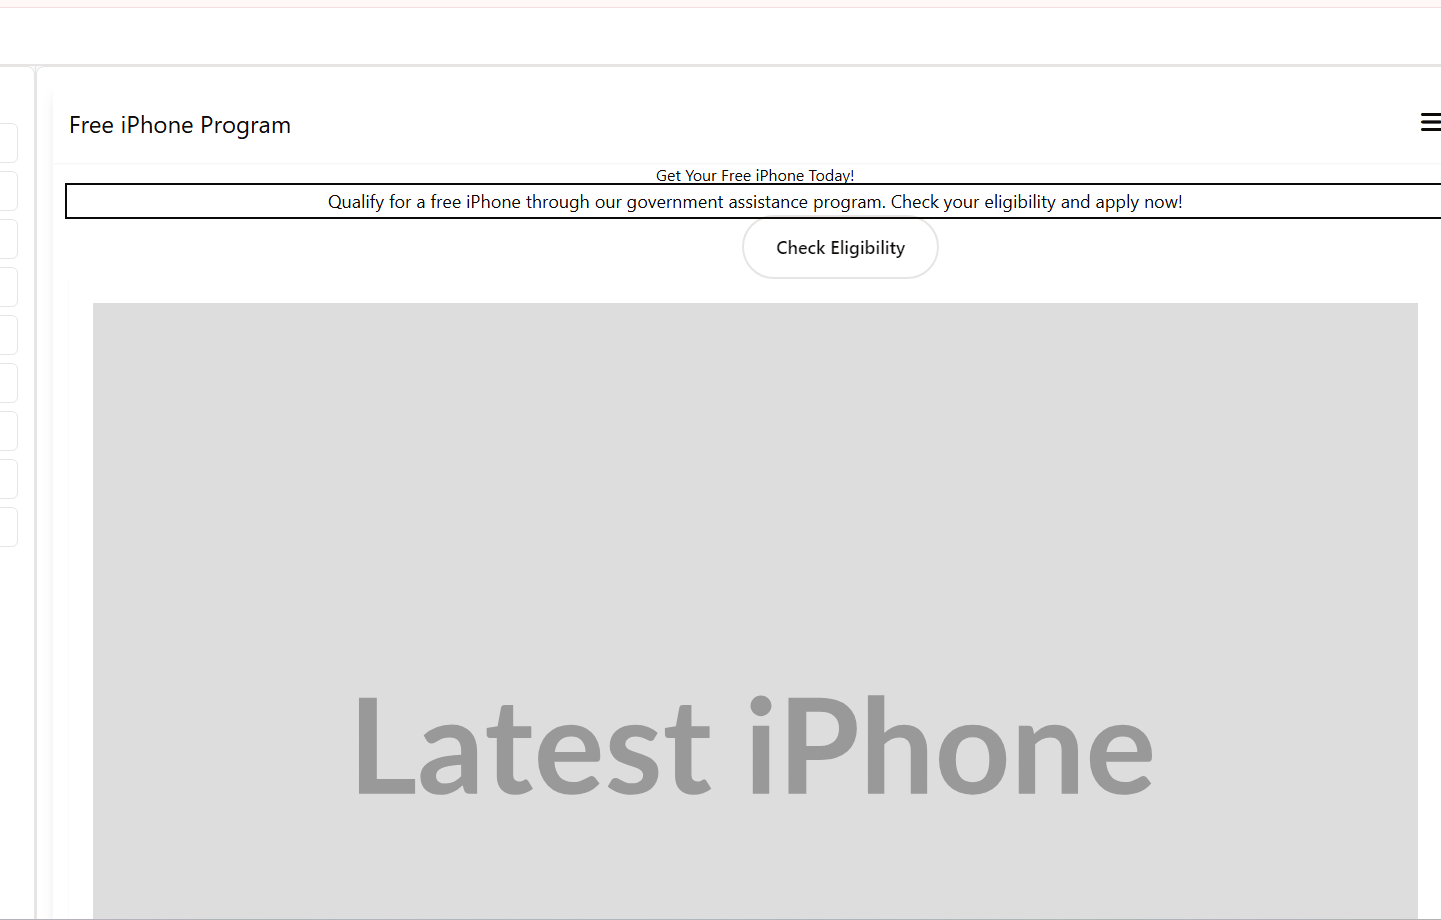 Free iPhone Program
Get Your Free iPhone Today!
Qualify for a free iPhone through our government assistance program. Check your eligibility and apply now!
Check Eligibility
Latest iPhone